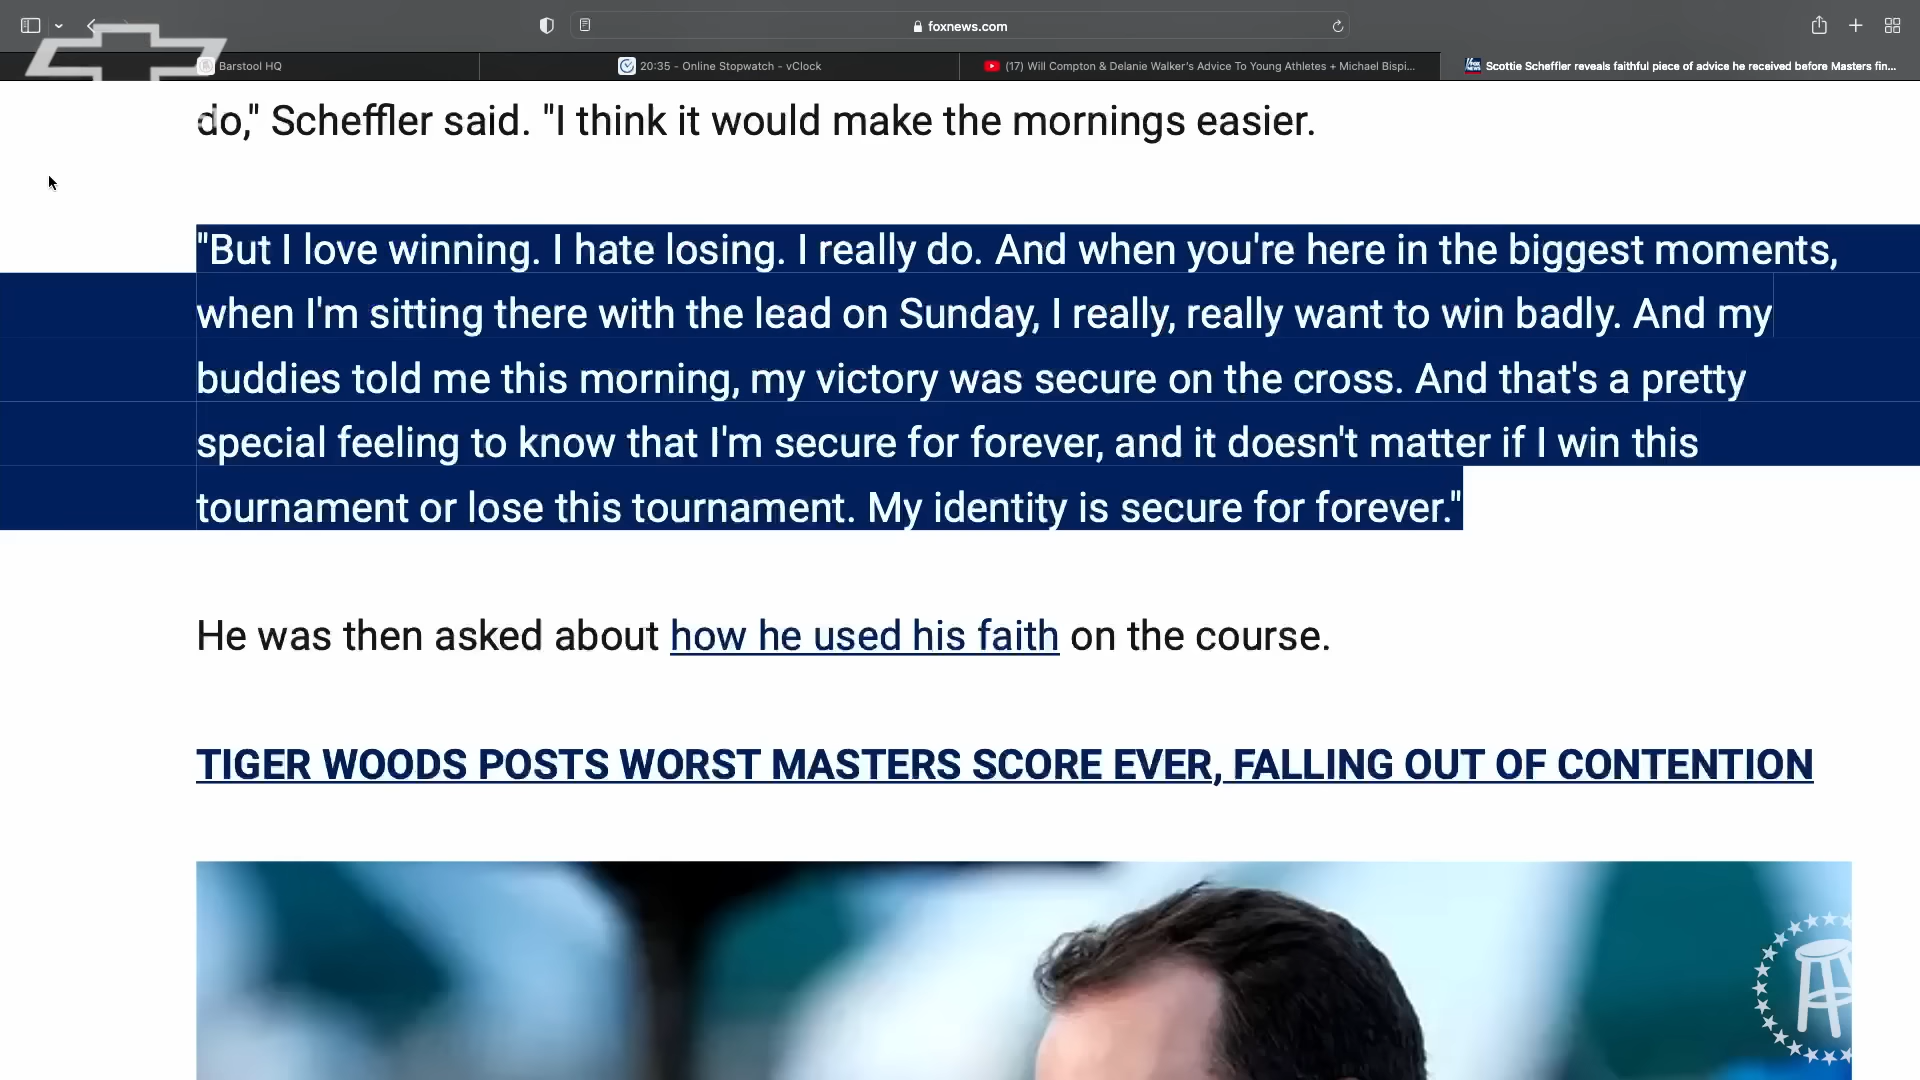 foxnews.com
Barstool HQ
20:35 - Online Stopwatch - vClock
(17) Will Compton & Delanie Walker's Advice To Young Athletes + Michael Bispi...
Scottie Scheffler reveals faithful piece of advice he received before Masters fin...
do," Scheffler said. "I think it would make the mornings easier.
"But I love winning. I hate losing. I really do. And when you're here in the biggest moments,
when I'm sitting there with the lead on Sunday, I really, really want to win badly. And my
buddies told me this morning, my victory was secure on the cross. And that's a pretty
special feeling to know that I'm secure for forever, and it doesn't matter if I win this
tournament or lose this tournament. My identity is secure for forever."
He was then asked about how he used his faith on the course.
TIGER WOODS POSTS WORST MASTERS SCORE EVER, FALLING OUT OF CONTENTION